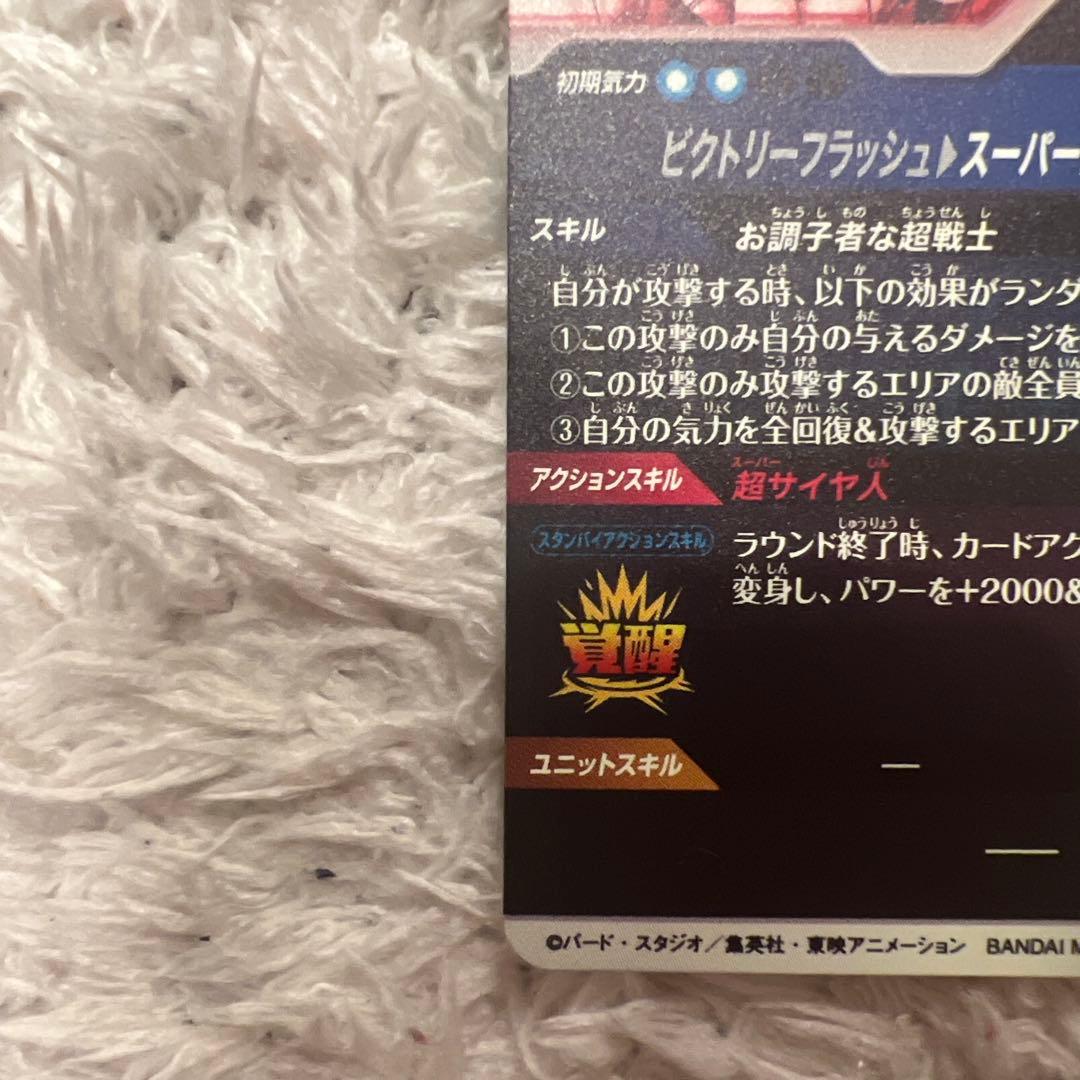 初期気力
ビクトリーフラッシュ▶スーパー
スキル お調子者な超戦士
自分が攻撃する時、以下の効果がランダ
①この攻撃のみ自分の与えるダメージを
②この攻撃のみ攻撃するエリアの敵全員
③自分の気力を全回復&攻撃するエリア
アクションスキル 超サイヤ人
スタンバイアクションスキル ラウンド終了時、カードアク
変身し、パワーを+2000&
覚醒
ユニットスキル —
—
©バード・スタジオ／集英社・東映アニメーション BANDAI